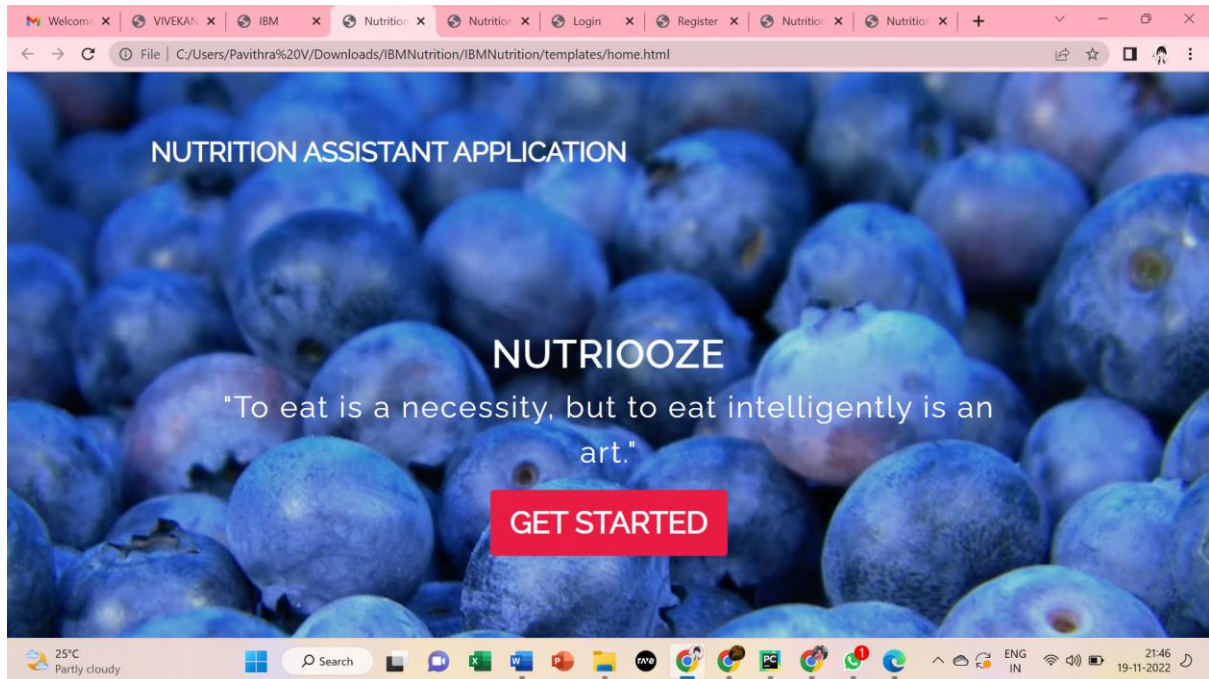 Welcome
VIVEKAN
IBM
Nutrition
Nutrition
Login
Register
Nutrition
Nutrition
File | C:/Users/Pavithra%20V/Downloads/IBMNutrition/IBMNutrition/templates/home.html
NUTRITION ASSISTANT APPLICATION
NUTRIOOZE
"To eat is a necessity, but to eat intelligently is an
art."
GET STARTED
25°C
Partly cloudy
Search
1
ENG
IN
21:46
19-11-2022